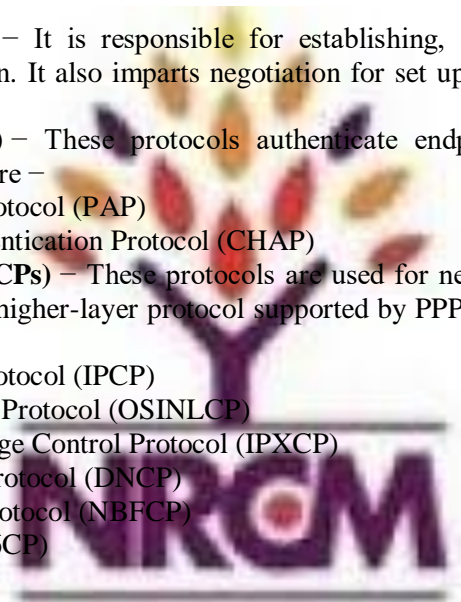 − It is responsible for establishing,
n. It also imparts negotiation for set up
) − These protocols authenticate endp
re −
otocol (PAP)
entication Protocol (CHAP)
CPs) − These protocols are used for ne
higher-layer protocol supported by PPP
otocol (IPCP)
Protocol (OSINLCP)
ge Control Protocol (IPXCP)
rotocol (DNCP)
otocol (NBFCP)
CP)
NRCM